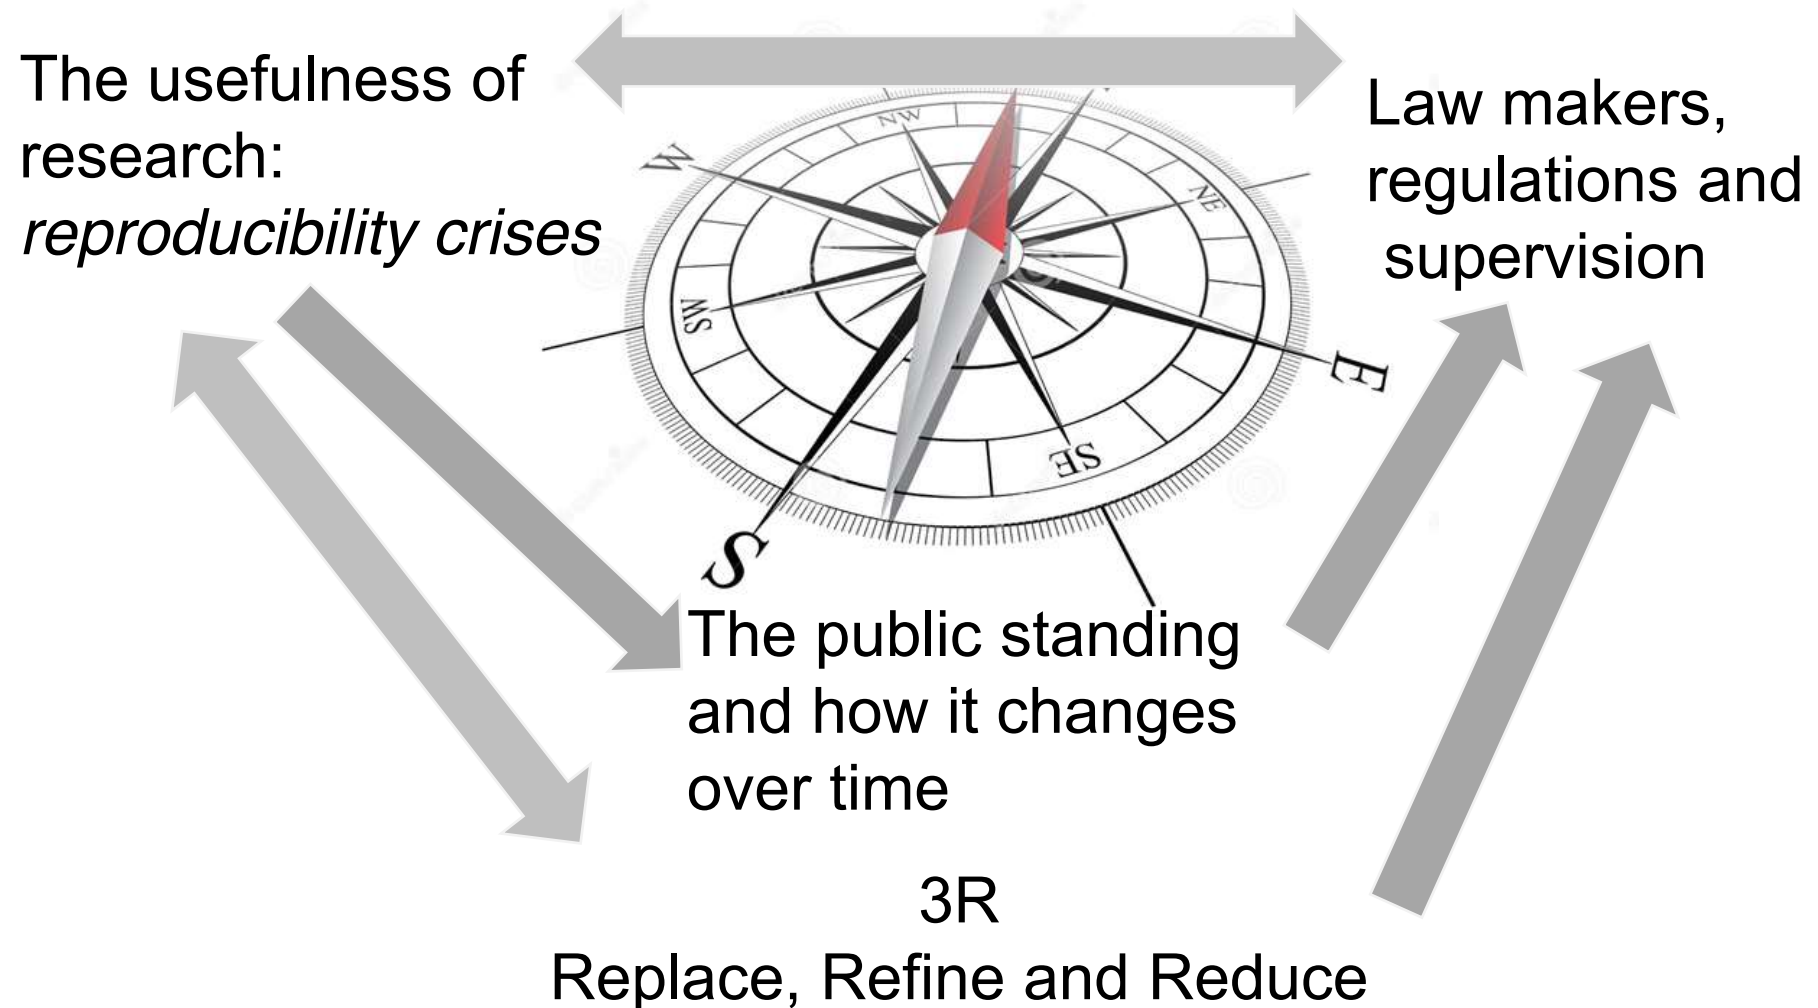 The usefulness of
research:
reproducibility crises
Law makers,
regulations and
supervision
NW
W
NE
SW
E
SE
S
The public standing
and how it changes
over time
3R
Replace, Refine and Reduce